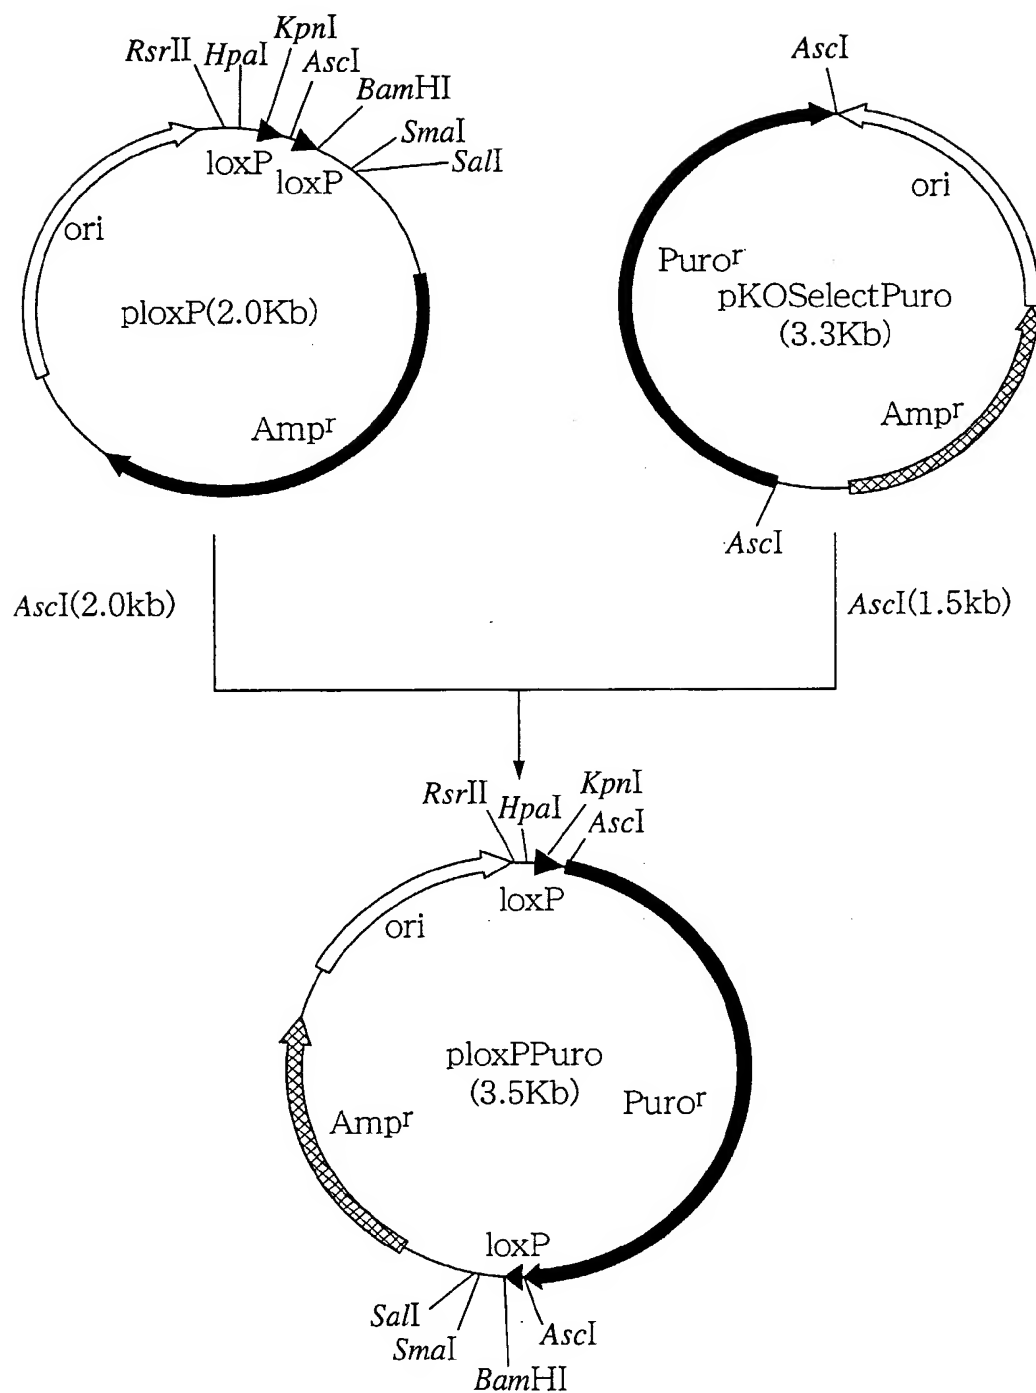 RsrII
HpaI
KpnI
AscI
BamHI
SmaI
SalI
loxP
loxP
ori
ploxP(2.0Kb)
Ampr
AscI
ori
Puror
pKOSelectPuro
(3.3Kb)
Ampr
AscI
AscI(2.0kb)
AscI(1.5kb)
RsrII
HpaI
KpnI
AscI
loxP
ori
ploxPPuro
(3.5Kb)
Puror
Ampr
loxP
SalI
SmaI
BamHI
AscI